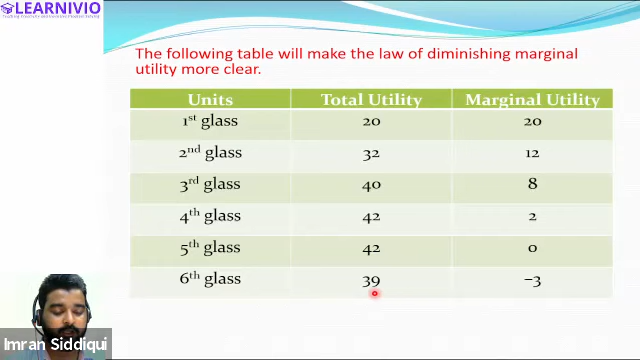 LEARNIVIO
The following table will make the law of diminishing marginal
utility more clear.
Units Total Utility Marginal Utility
1st glass 20 20
2nd glass 32 12
3rd glass 40 8
4th glass 42 2
5th glass 42 0
6th glass 39 –3
Imran Siddiqui